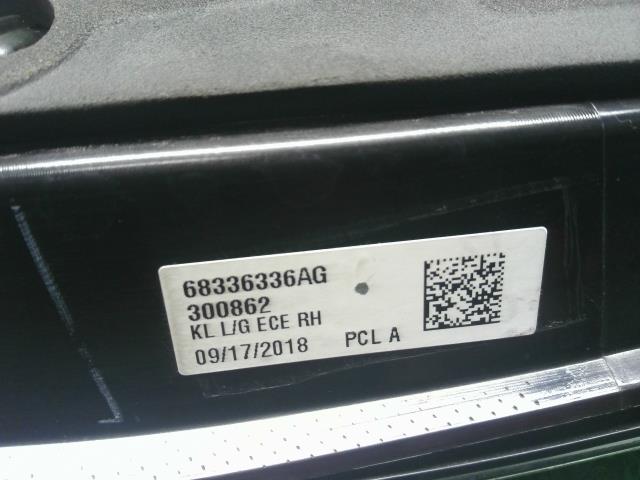 68336336AG
300862
KL L/G ECE RH
09/17/2018 PCL A